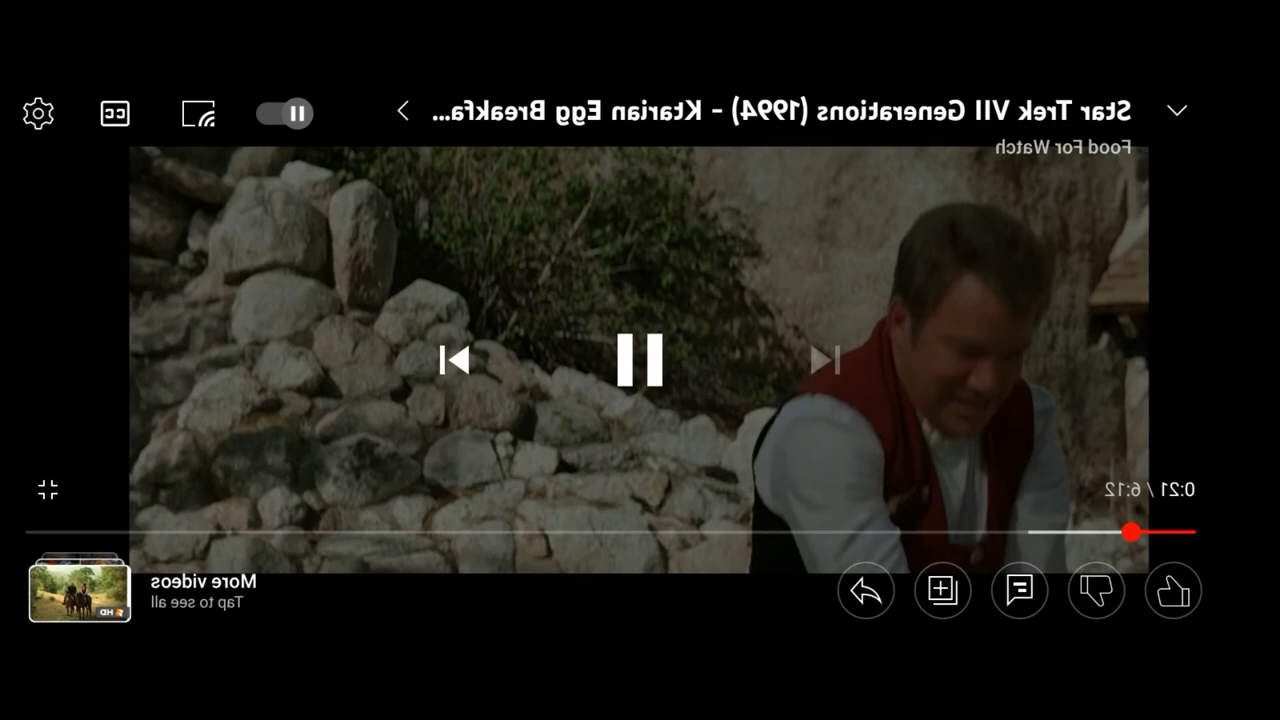 Star Trek VII Generations (1994) - Ktarian Egg Breakfa...
Food For Watch
CC
0:21 / 6:12
More videos
Tap to see all
HD